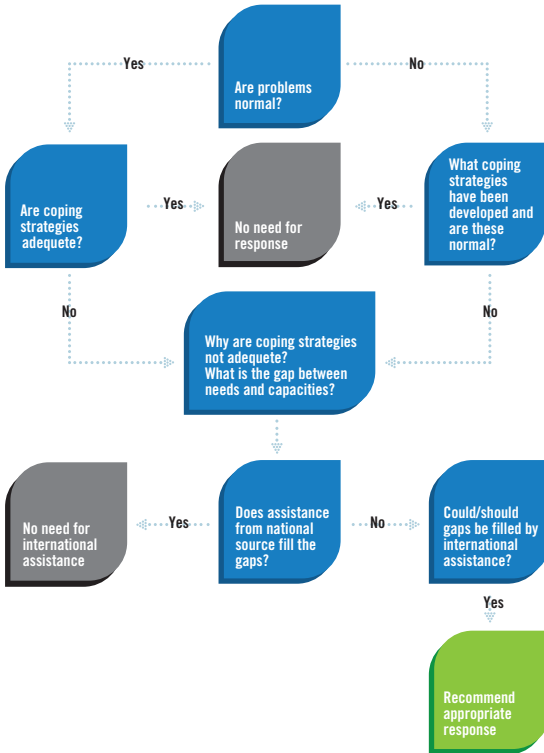 Yes
No
Are problems
normal?
Are coping
strategies
adequete?
Yes
No need for
response
Yes
What coping
strategies
have been
developed and
are these
normal?
No
No
Why are coping strategies
not adequete?
What is the gap between
needs and capacities?
No need for
international
assistance
Yes
Does assistance
from national
source fill the
gaps?
No
Could/should
gaps be filled by
international
assistance?
Yes
Recommend
appropriate
response